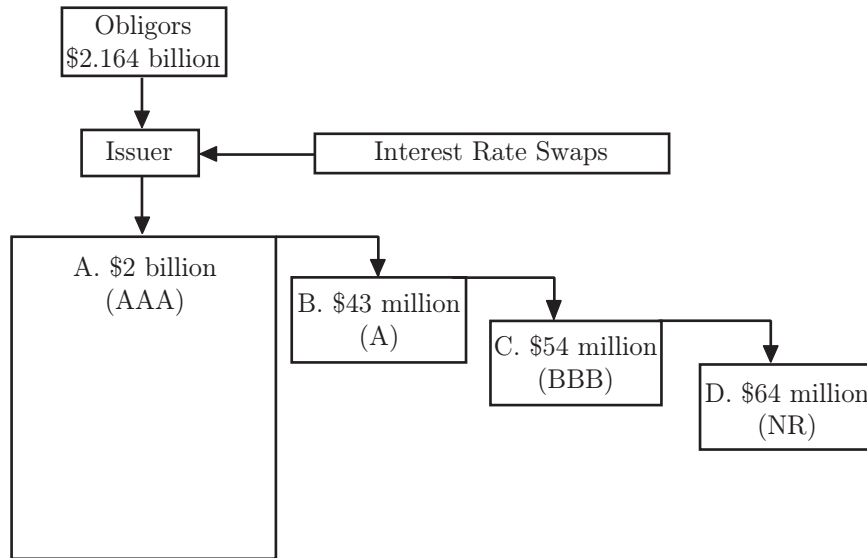 Obligors
$2.164 billion
Issuer
Interest Rate Swaps
A. $2 billion
(AAA)
B. $43 million
(A)
C. $54 million
(BBB)
D. $64 million
(NR)